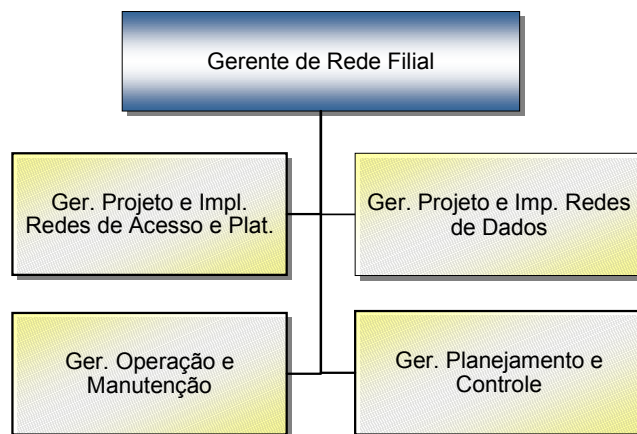 Gerente de Rede Filial
Ger. Projeto e Impl.
Redes de Acesso e Plat.
Ger. Projeto e Imp. Redes
de Dados
Ger. Operação e
Manutenção
Ger. Planejamento e
Controle